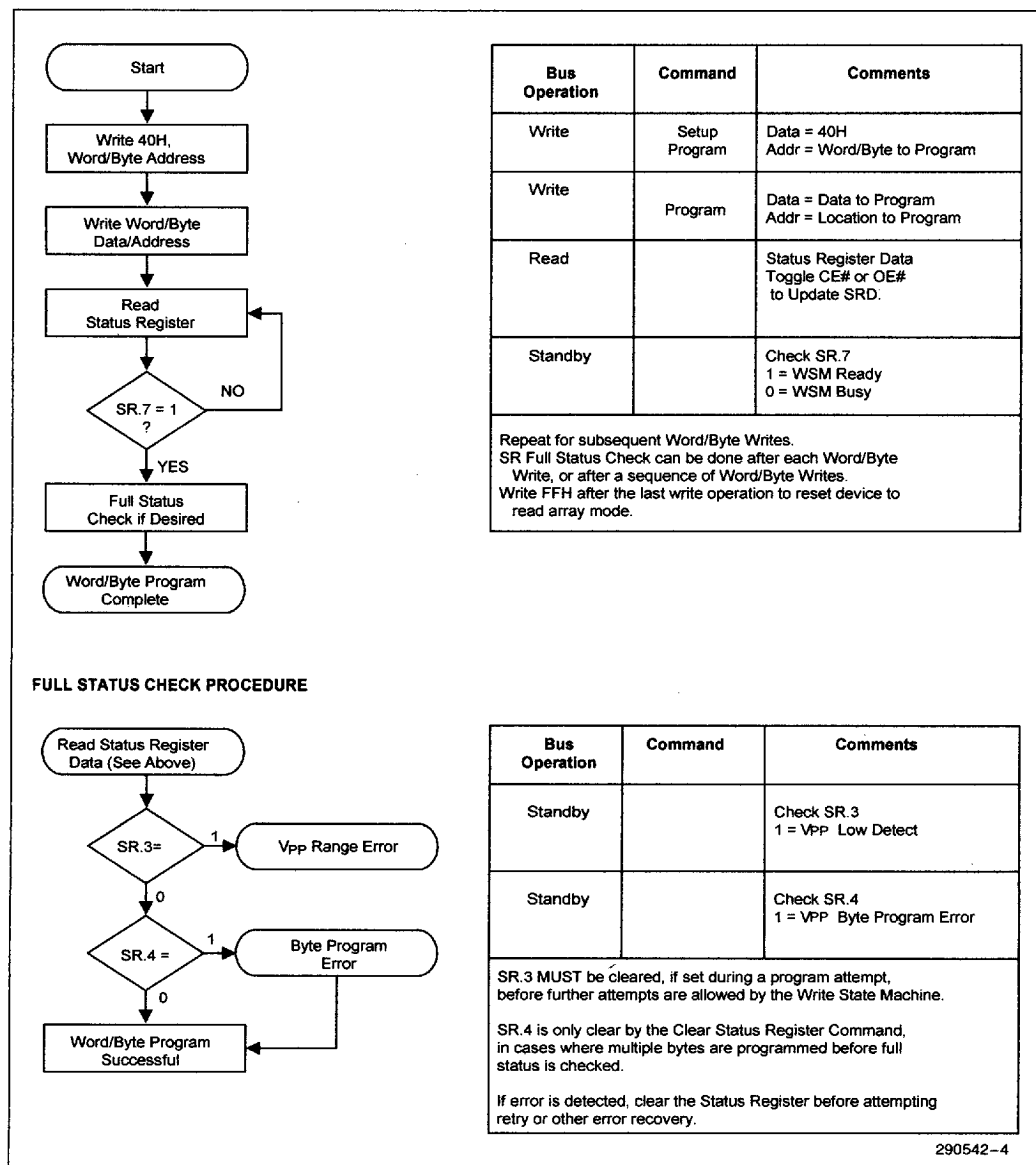 Start
Write 40H,
Word/Byte Address
Write Word/Byte
Data/Address
Read
Status Register
NO
SR.7 = 1
?
YES
Full Status
Check if Desired
Word/Byte Program
Complete
Bus
Operation
Command
Comments
Write
Setup
Program
Data = 40H
Addr = Word/Byte to Program
Write
Program
Data = Data to Program
Addr = Location to Program
Read
Status Register Data
Toggle CE# or OE#
to Update SRD.
Standby
Check SR.7
1 = WSM Ready
0 = WSM Busy
Repeat for subsequent Word/Byte Writes.
SR Full Status Check can be done after each Word/Byte
Write, or after a sequence of Word/Byte Writes.
Write FFH after the last write operation to reset device to
read array mode.
FULL STATUS CHECK PROCEDURE
Read Status Register
Data (See Above)
SR.3=
1
VPP Range Error
0
SR.4 =
1
Byte Program
Error
0
Word/Byte Program
Successful
Bus
Operation
Command
Comments
Standby
Check SR.3
1 = VPP Low Detect
Standby
Check SR.4
1 = VPP Byte Program Error
SR.3 MUST be cleared, if set during a program attempt,
before further attempts are allowed by the Write State Machine.
SR.4 is only clear by the Clear Status Register Command,
in cases where multiple bytes are programmed before full
status is checked.
If error is detected, clear the Status Register before attempting
retry or other error recovery.
290542-4